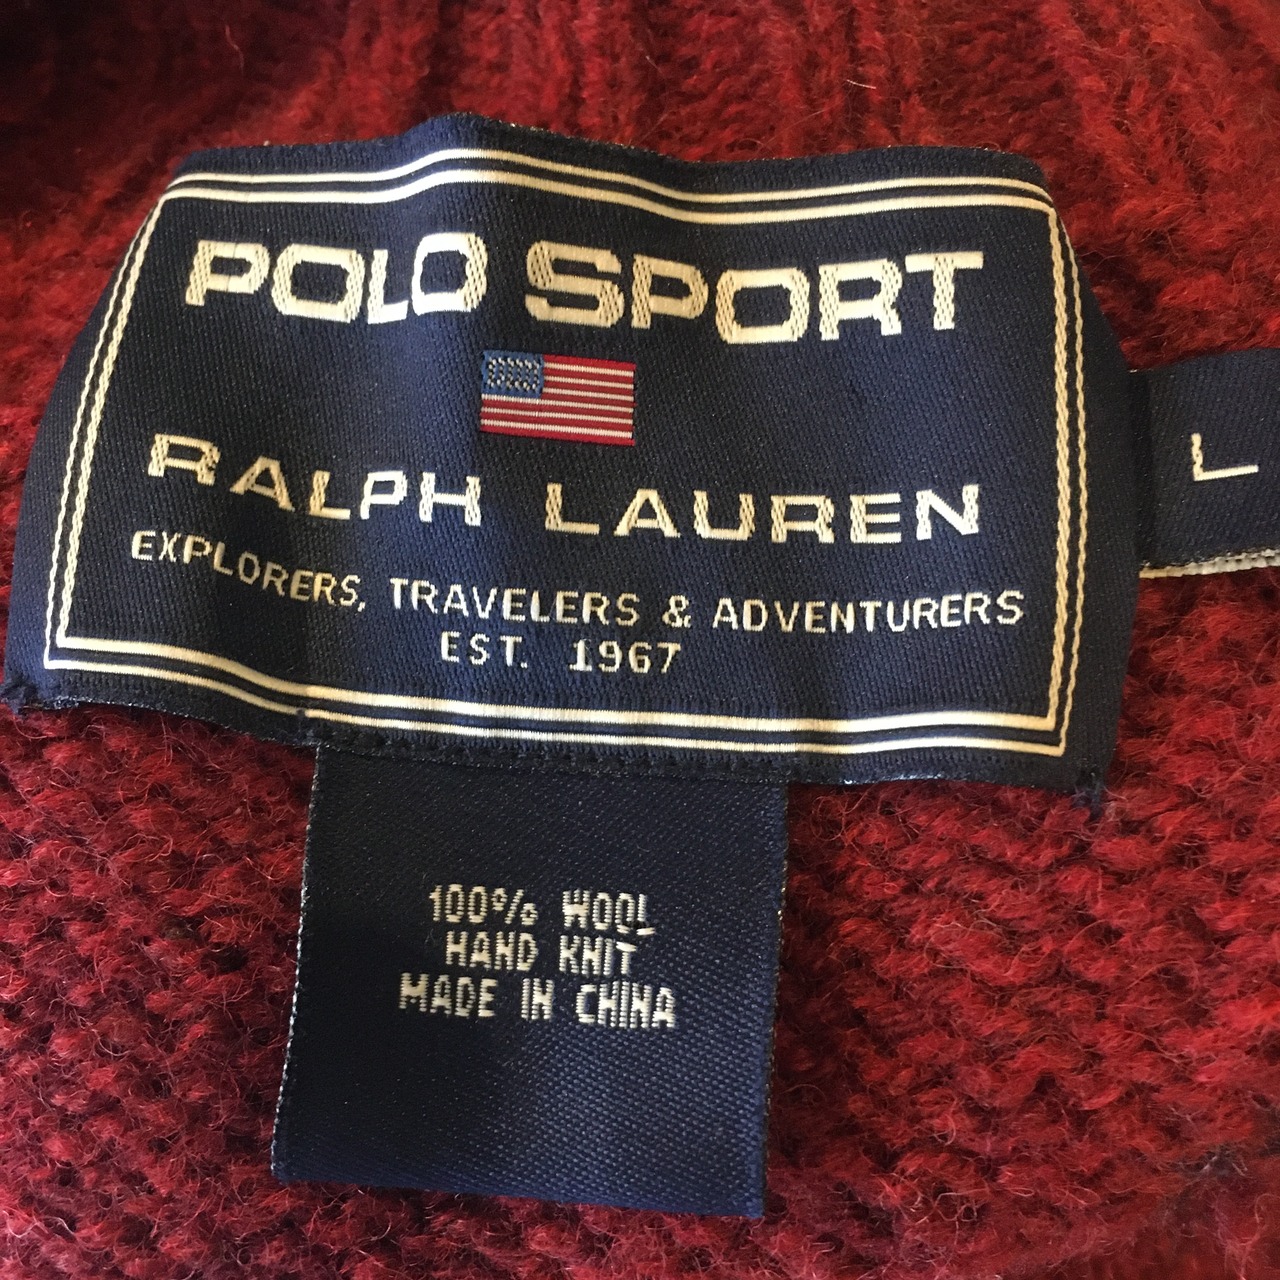 POLO SPORT
RALPH LAUREN
EXPLORERS, TRAVELERS & ADVENTURERS
EST. 1967
L
100% WOOL
HAND KNIT
MADE IN CHINA